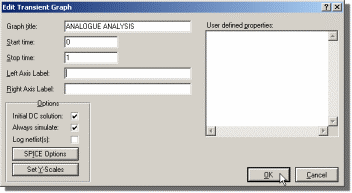 Edit Transient Graph
Graph title: ANALOGUE ANALYSIS
User defined properties:
Start time: 0
Stop time: 1
Left Axis Label:
Right Axis Label:
Options
Initial DC solution:
Always simulate:
Log netlist(s):
SPICE Options
Set Y-Scales
OK
Cancel